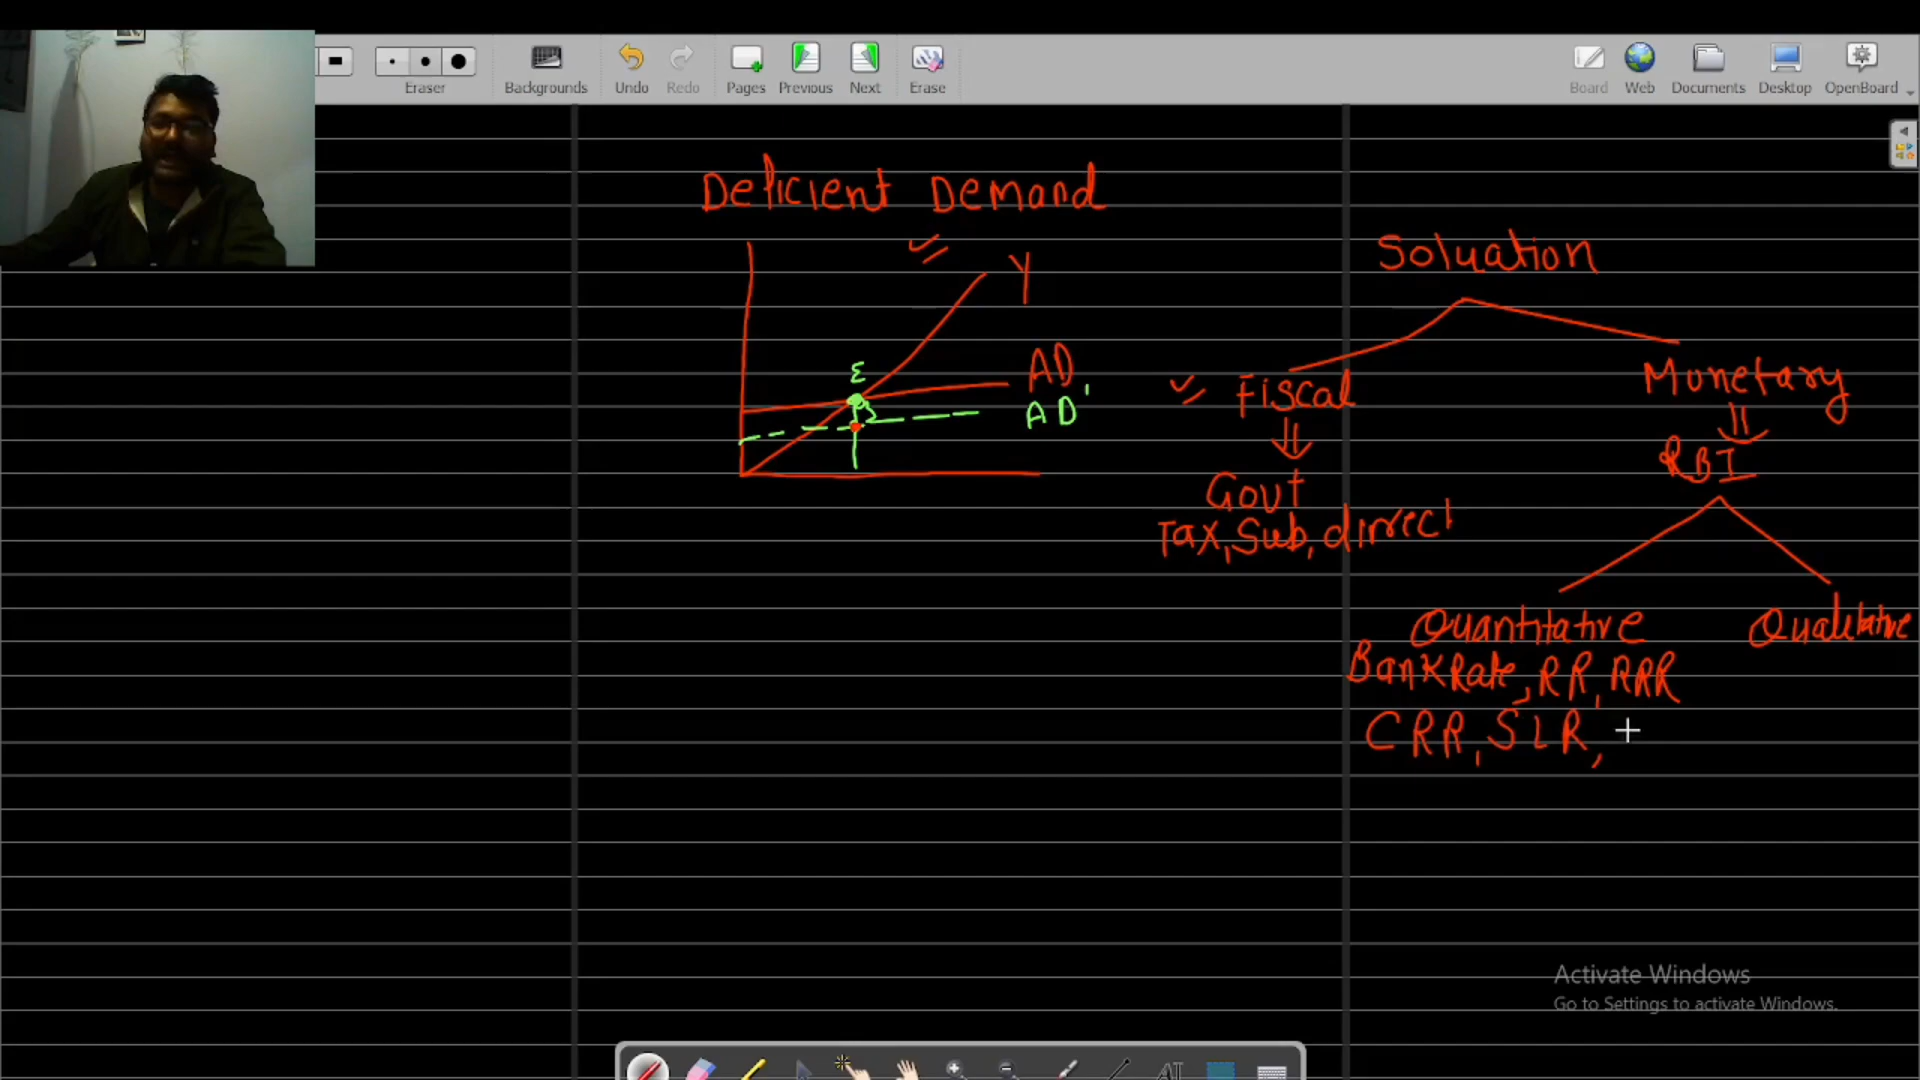 Eraser
Backgrounds
Undo
Redo
Pages
Previous
Next
Erase
Board
Web
Documents
Desktop
OpenBoard
Deficient Demand
Y
E
AD
AD'
Soluation
Fiscal
Govt
Tax, Sub, direct
Monetary
RBI
Quantitative
Qualitative
Bank Rate, RR, RRR
CRR, SLR,
Activate Windows
Go to Settings to activate Windows.